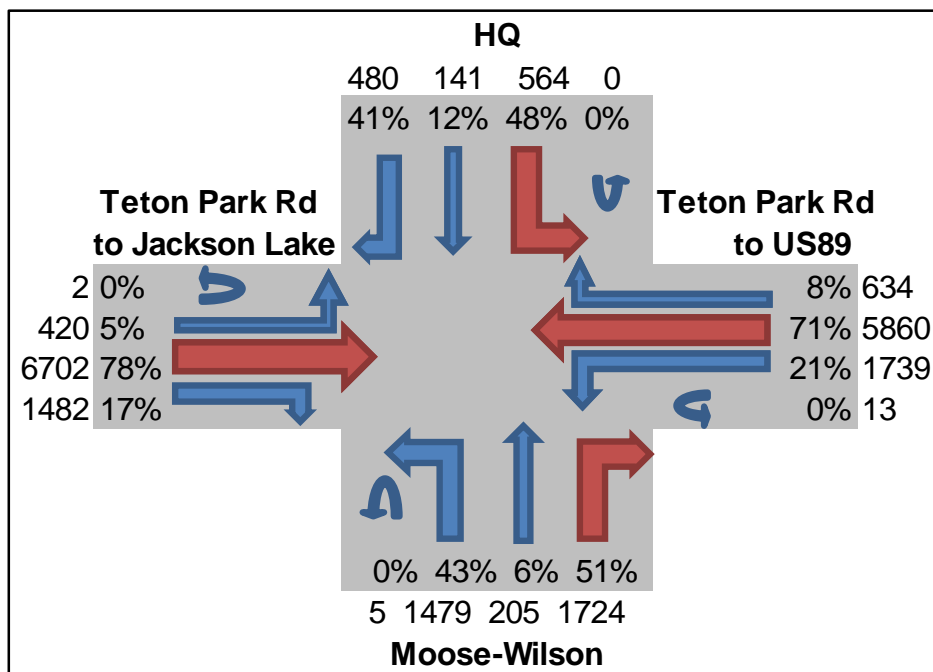 HQ
480 141 564 0
41% 12% 48% 0%
Teton Park Rd
to Jackson Lake
Teton Park Rd
to US89
2 0%
420 5%
6702 78%
1482 17%
8% 634
71% 5860
21% 1739
0% 13
0% 43% 6% 51%
5 1479 205 1724
Moose-Wilson